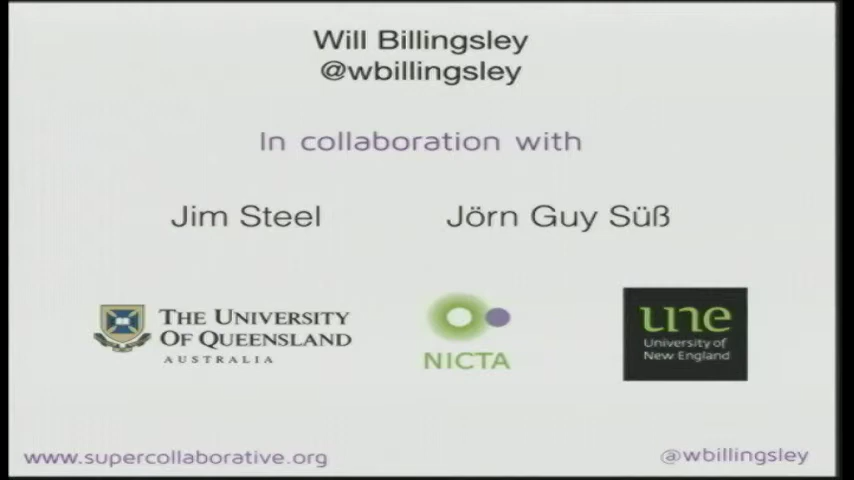 Will Billingsley
@wbillingsley
In collaboration with
Jim Steel
Jörn Guy Süß
THE UNIVERSITY
OF QUEENSLAND
AUSTRALIA
NICTA
une
University of
New England
www.supercollaborative.org
@wbillingsley